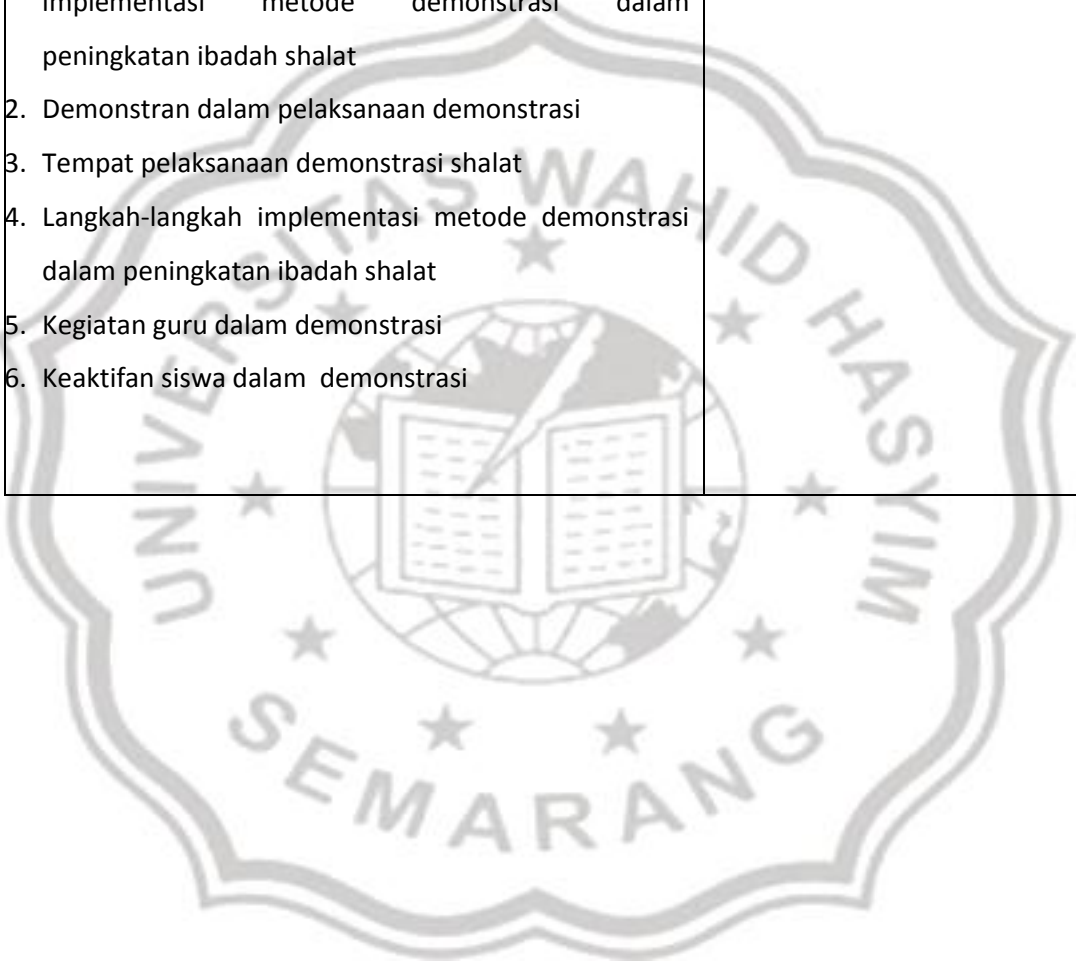 implementasi metode demonstrasi dalam
peningkatan ibadah shalat
2. Demonstran dalam pelaksanaan demonstrasi
3. Tempat pelaksanaan demonstrasi shalat
4. Langkah-langkah implementasi metode demonstrasi
dalam peningkatan ibadah shalat
5. Kegiatan guru dalam demonstrasi
6. Keaktifan siswa dalam demonstrasi
UNIVERSITAS WAHID HASYIM
SEMARANG